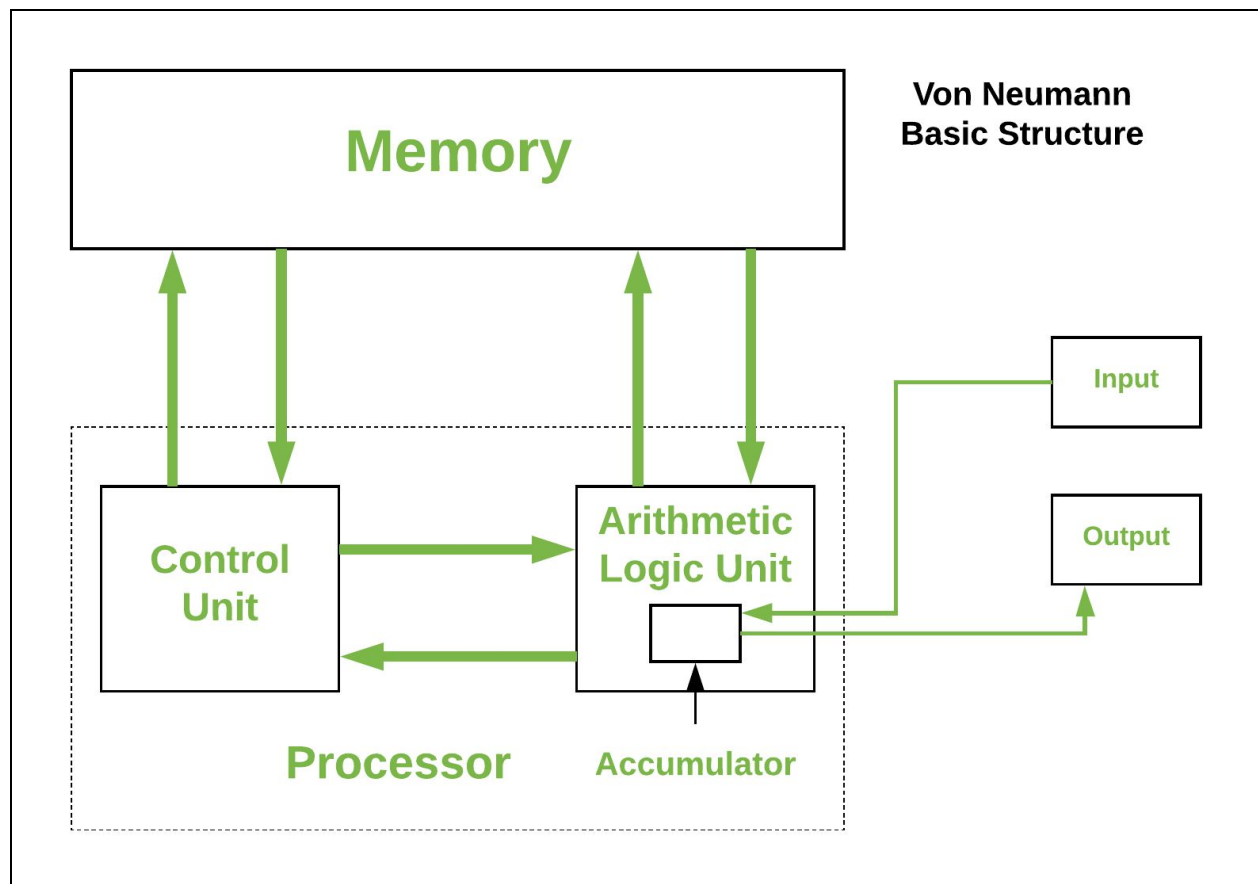 Von Neumann
Basic Structure
Memory
Input
Output
Control
Unit
Arithmetic
Logic Unit
Processor
Accumulator